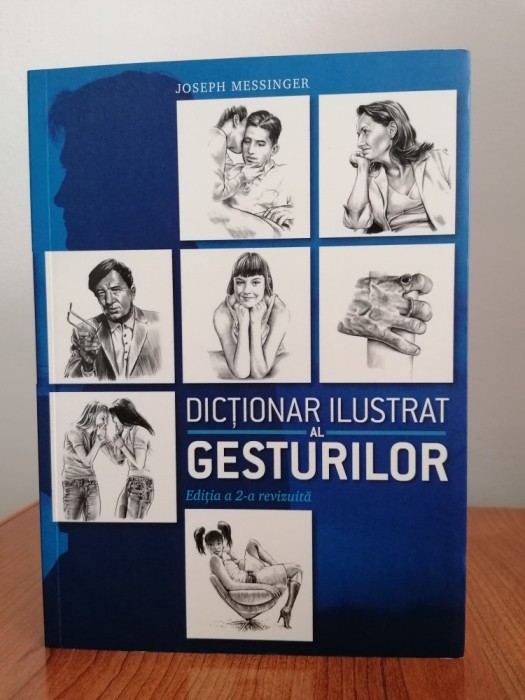 JOSEPH MESSINGER
DICȚIONAR ILUSTRAT
AL
GESTURILOR
Ediția a 2-a revizuită